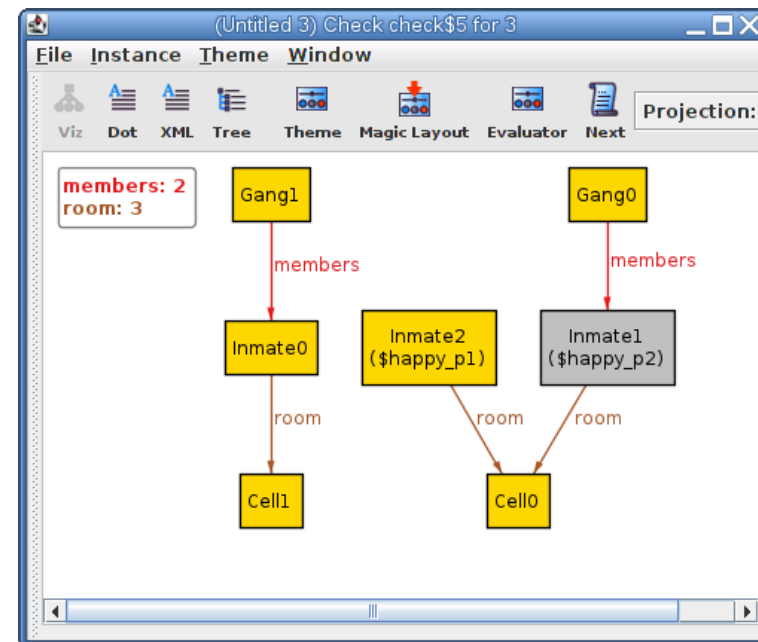 (Untitled 3) Check check$5 for 3
File Instance Theme Window
Viz Dot XML Tree Theme Magic Layout Evaluator Next Projection:
members: 2
room: 3
Gang1
Gang0
members
members
Inmate0
Inmate2
($happy_p1)
Inmate1
($happy_p2)
room
room
room
Cell1
Cell0